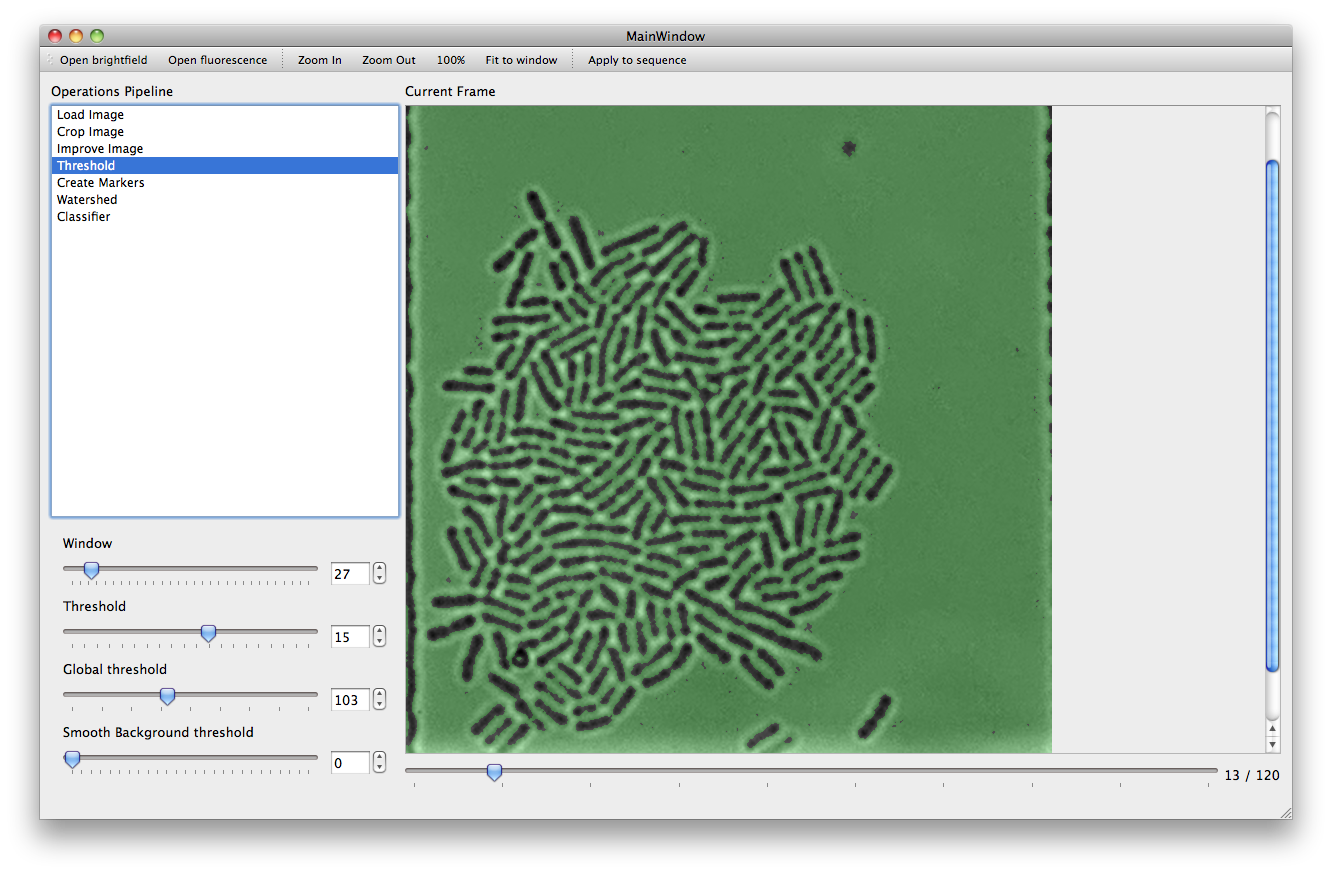 MainWindow
Open brightfield Open fluorescence Zoom In Zoom Out 100% Fit to window Apply to sequence
Operations Pipeline
Load Image
Crop Image
Improve Image
Threshold
Create Markers
Watershed
Classifier
Window
27
Threshold
15
Global threshold
103
Smooth Background threshold
0
Current Frame
13 / 120